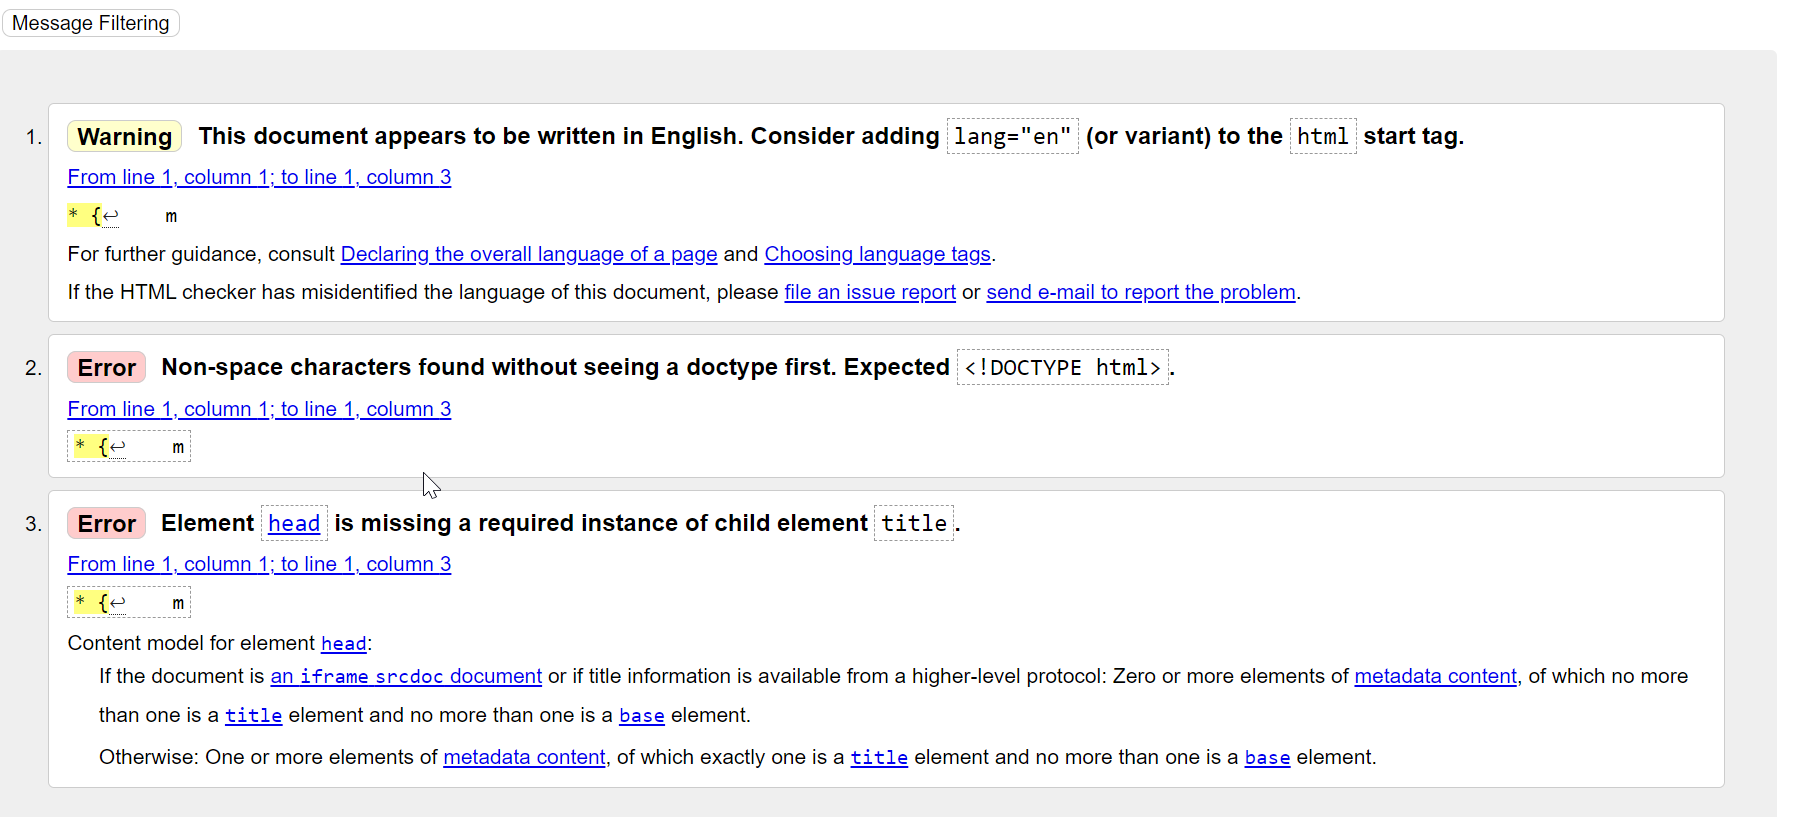 Message Filtering
1. Warning This document appears to be written in English. Consider adding lang="en" (or variant) to the html start tag.
From line 1, column 1; to line 1, column 3
* {↩    m
For further guidance, consult Declaring the overall language of a page and Choosing language tags.
If the HTML checker has misidentified the language of this document, please file an issue report or send e-mail to report the problem.
2. Error Non-space characters found without seeing a doctype first. Expected <!DOCTYPE html>.
From line 1, column 1; to line 1, column 3
* {↩    m
3. Error Element head is missing a required instance of child element title.
From line 1, column 1; to line 1, column 3
* {↩    m
Content model for element head:
If the document is an iframe srcdoc document or if title information is available from a higher-level protocol: Zero or more elements of metadata content, of which no more
than one is a title element and no more than one is a base element.
Otherwise: One or more elements of metadata content, of which exactly one is a title element and no more than one is a base element.